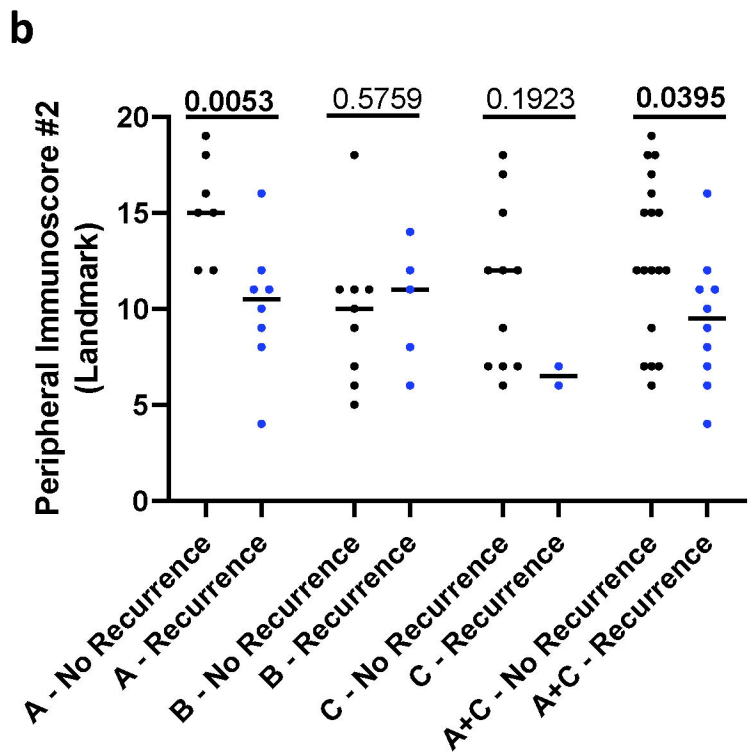 b
0.0053
0.5759
0.1923
0.0395
Peripheral Immunoscore #2
(Landmark)
20
15
10
5
0
A - No Recurrence
A - Recurrence
B - No Recurrence
B - Recurrence
C - No Recurrence
C - Recurrence
A+C - No Recurrence
A+C - Recurrence